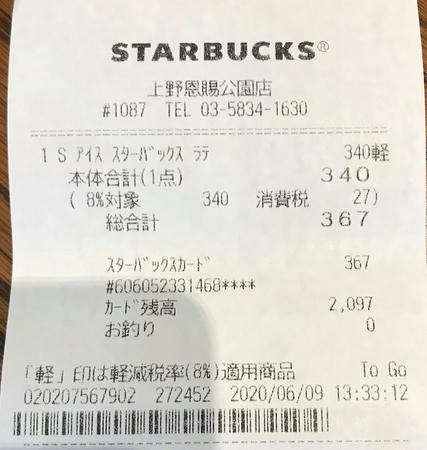 STARBUCKS®
上野恩賜公園店
#1087 TEL 03-5834-1630
1 S アイス スターバックス ラテ 340軽
本体合計(1点) 340
( 8%対象 340 消費税 27)
総合計 367
スターバックスカード 367
#606052331468****
カード残高 2,097
お釣り 0
「軽」印は軽減税率(8%)適用商品 To Go
020207567902 272452 2020/06/09 13:33:12